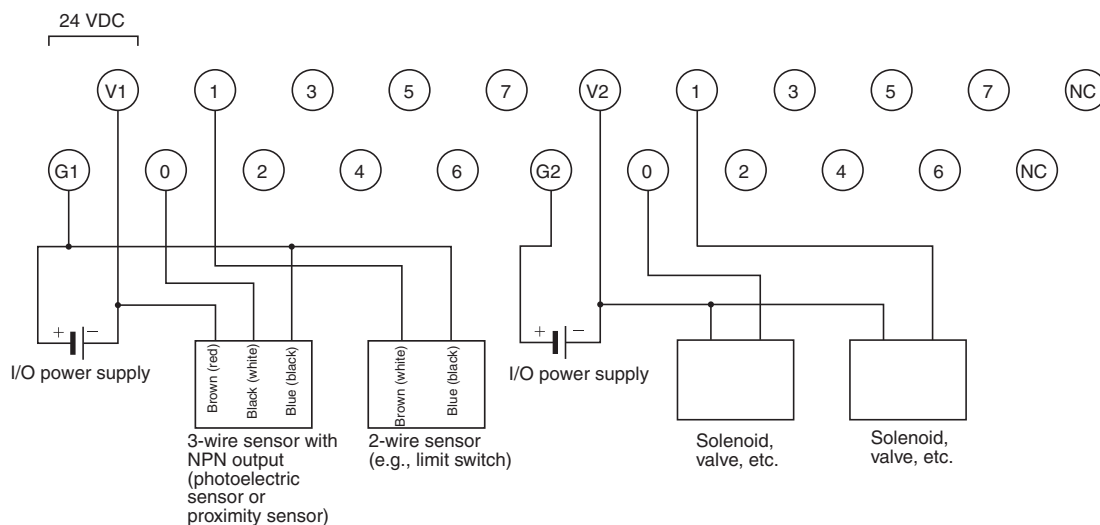 24 VDC
V1 1 3 5 7 V2 1 3 5 7 NC
G1 0 2 4 6 G2 0 2 4 6 NC
+ −
+ −
I/O power supply
Brown (red)
Black (white)
Blue (black)
Brown (white)
Blue (black)
I/O power supply
3-wire sensor with
NPN output
(photoelectric
sensor or
proximity sensor)
2-wire sensor
(e.g., limit switch)
Solenoid,
valve, etc.
Solenoid,
valve, etc.